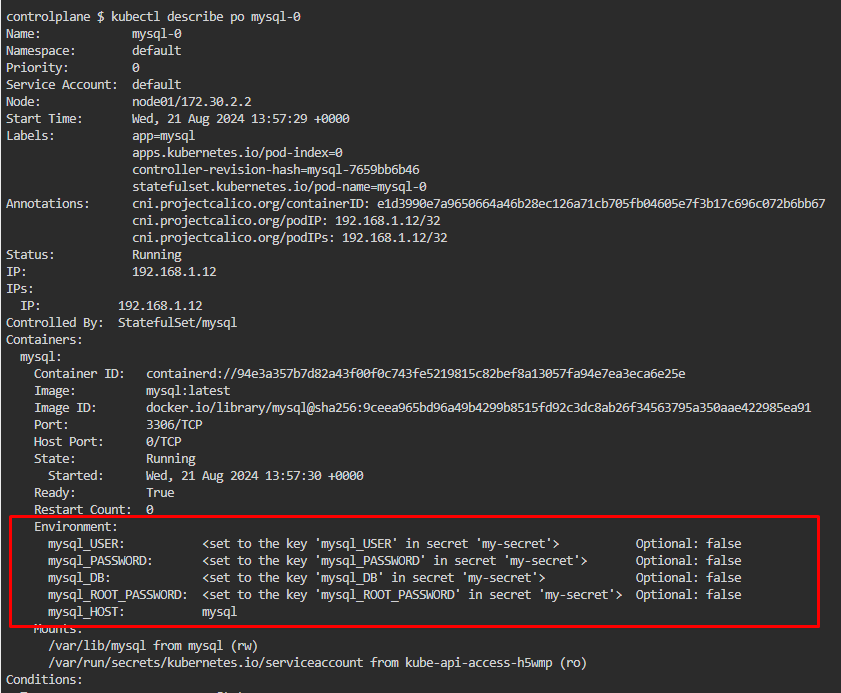 controlplane $ kubectl describe po mysql-0
Name:             mysql-0
Namespace:        default
Priority:         0
Service Account:  default
Node:             node01/172.30.2.2
Start Time:       Wed, 21 Aug 2024 13:57:29 +0000
Labels:           app=mysql
                  apps.kubernetes.io/pod-index=0
                  controller-revision-hash=mysql-7659bb6b46
                  statefulset.kubernetes.io/pod-name=mysql-0
Annotations:      cni.projectcalico.org/containerID: e1d3990e7a9650664a46b28ec126a71cb705fb04605e7f3b17c696c072b6bb67
                  cni.projectcalico.org/podIP: 192.168.1.12/32
                  cni.projectcalico.org/podIPs: 192.168.1.12/32
Status:           Running
IP:               192.168.1.12
IPs:
  IP:           192.168.1.12
Controlled By:  StatefulSet/mysql
Containers:
  mysql:
    Container ID:   containerd://94e3a357b7d82a43f00f0c743fe5219815c82bef8a13057fa94e7ea3eca6e25e
    Image:          mysql:latest
    Image ID:       docker.io/library/mysql@sha256:9ceea965bd96a49b4299b8515fd92c3dc8ab26f34563795a350aae422985ea91
    Port:           3306/TCP
    Host Port:      0/TCP
    State:          Running
      Started:      Wed, 21 Aug 2024 13:57:30 +0000
    Ready:          True
    Restart Count:  0
    Environment:
      mysql_USER:           <set to the key 'mysql_USER' in secret 'my-secret'>           Optional: false
      mysql_PASSWORD:       <set to the key 'mysql_PASSWORD' in secret 'my-secret'>       Optional: false
      mysql_DB:             <set to the key 'mysql_DB' in secret 'my-secret'>             Optional: false
      mysql_ROOT_PASSWORD:  <set to the key 'mysql_ROOT_PASSWORD' in secret 'my-secret'>  Optional: false
      mysql_HOST:           mysql
    Mounts:
      /var/lib/mysql from mysql (rw)
      /var/run/secrets/kubernetes.io/serviceaccount from kube-api-access-h5wmp (ro)
Conditions: